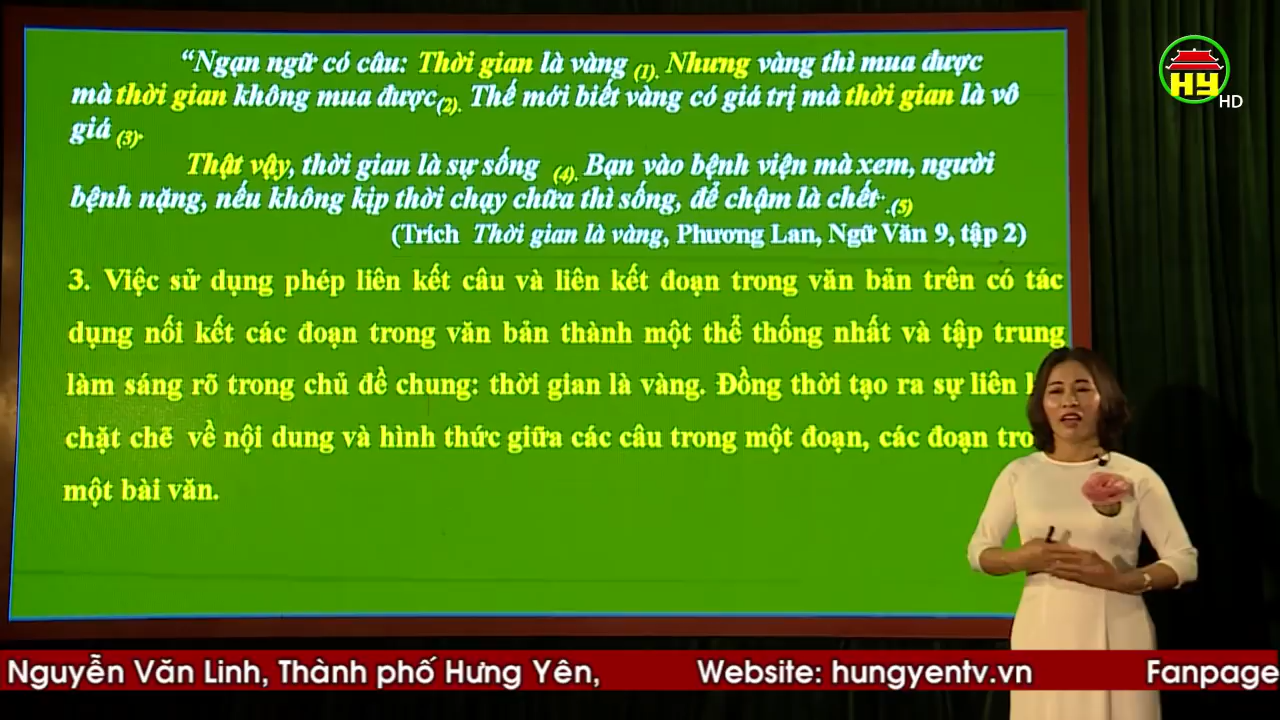 “Ngạn ngữ có câu: Thời gian là vàng (1). Nhưng vàng thì mua được
mà thời gian không mua được(2). Thế mới biết vàng có giá trị mà thời gian là vô
giá (3).
Thật vậy, thời gian là sự sống (4). Bạn vào bệnh viện mà xem, người
bệnh nặng, nếu không kịp thời chạy chữa thì sống, để chậm là chết .(5)
(Trích Thời gian là vàng, Phương Lan, Ngữ Văn 9, tập 2)
3. Việc sử dụng phép liên kết câu và liên kết đoạn trong văn bản trên có tác
dụng nối kết các đoạn trong văn bản thành một thể thống nhất và tập trung
làm sáng rõ trong chủ đề chung: thời gian là vàng. Đồng thời tạo ra sự liên
chặt chẽ về nội dung và hình thức giữa các câu trong một đoạn, các đoạn
một bài văn.
HY
HD
Nguyễn Văn Linh, Thành phố Hưng Yên, Website: hungyentv.vn Fanpage